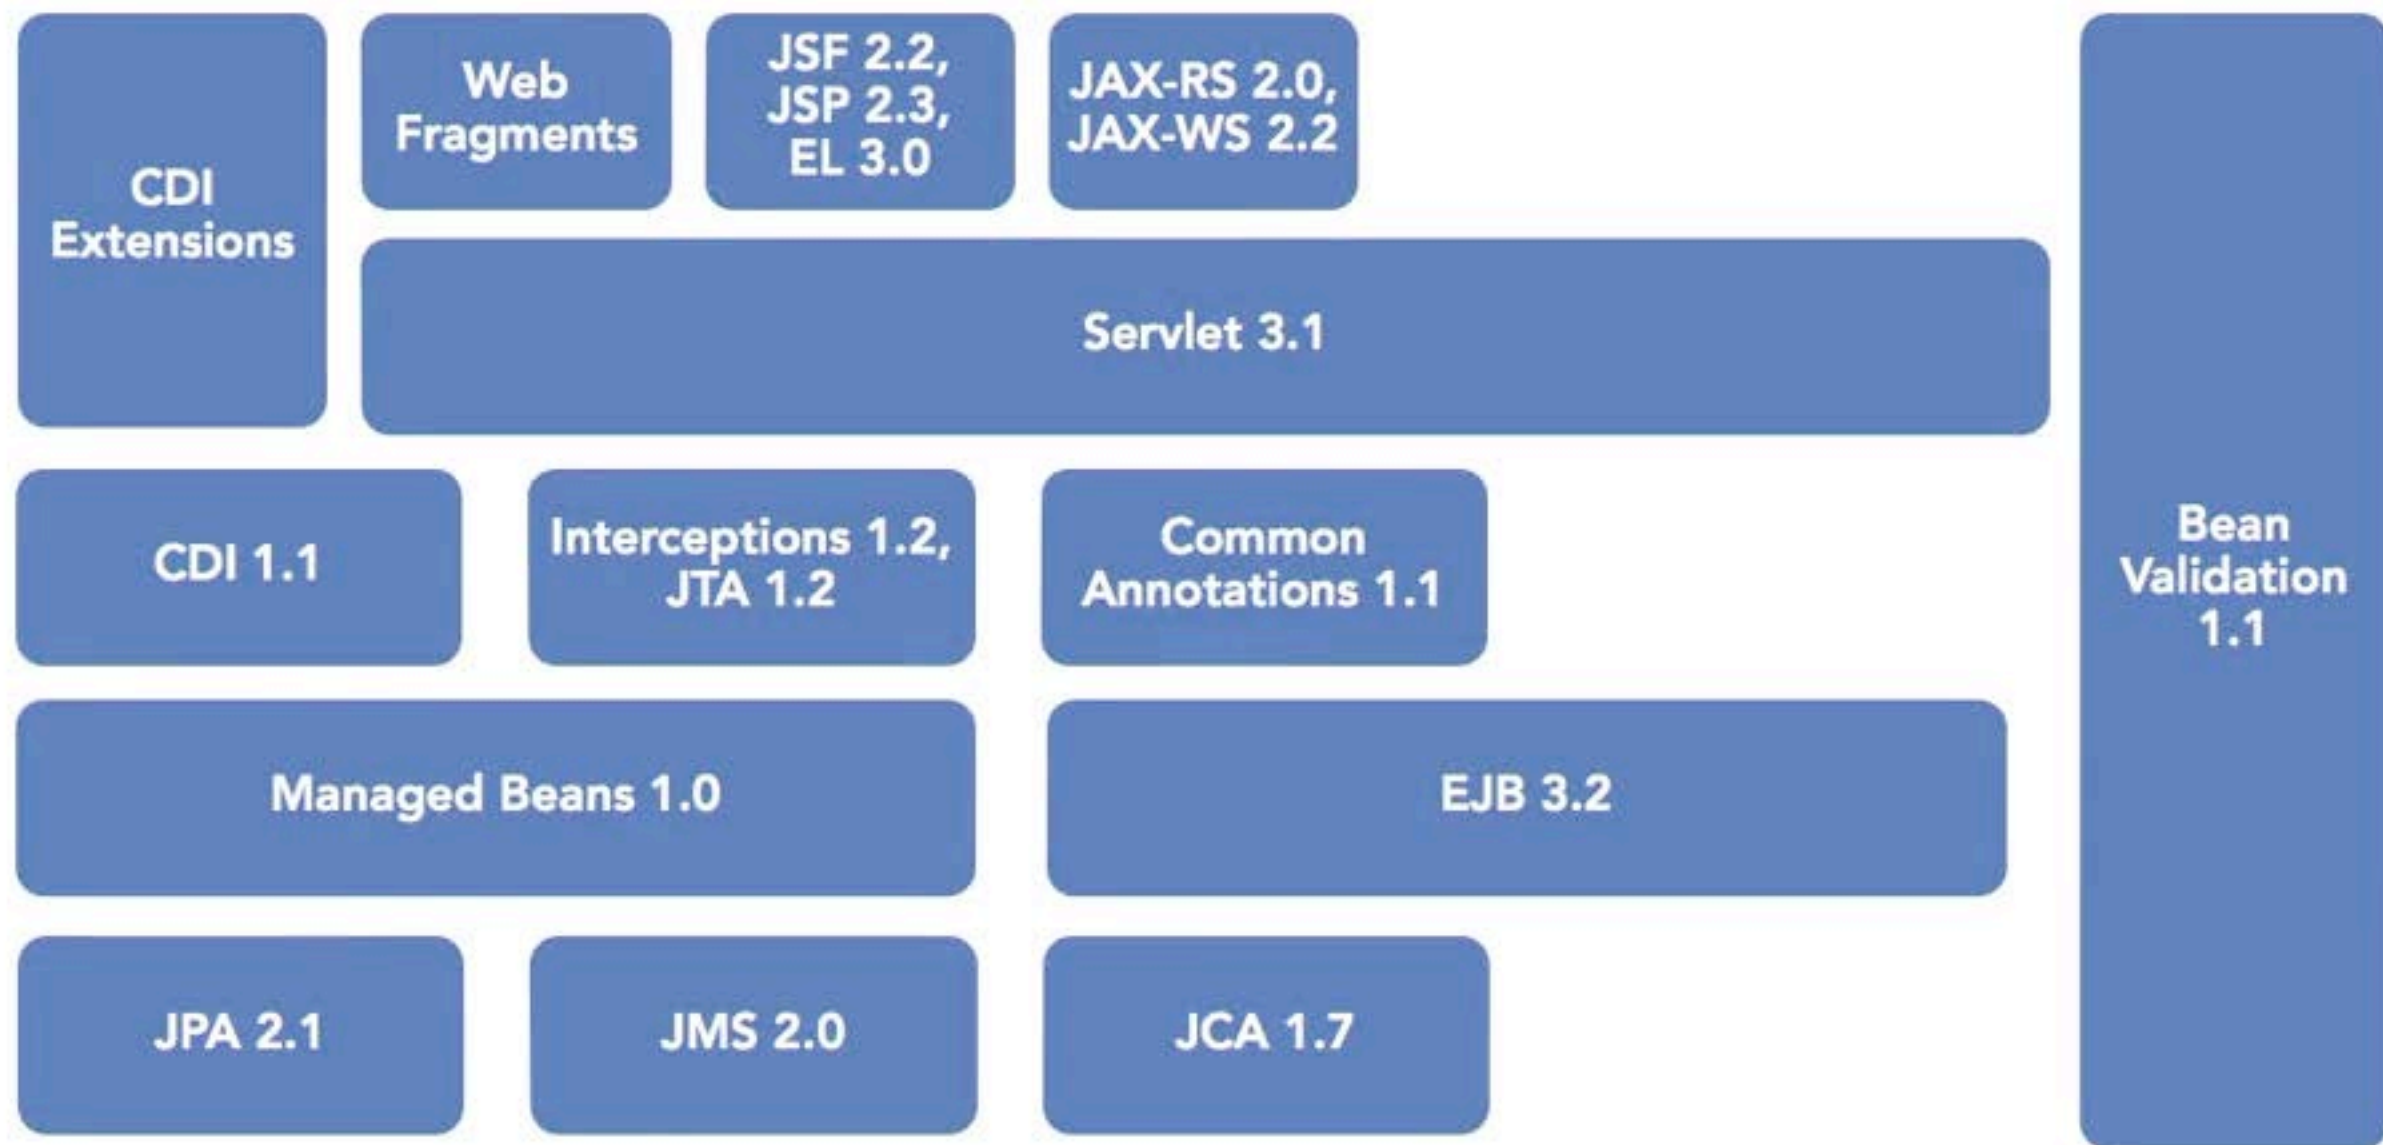 CDI
Extensions
Web
Fragments
JSF 2.2,
JSP 2.3,
EL 3.0
JAX-RS 2.0,
JAX-WS 2.2
Servlet 3.1
CDI 1.1
Interceptions 1.2,
JTA 1.2
Common
Annotations 1.1
Managed Beans 1.0
EJB 3.2
JPA 2.1
JMS 2.0
JCA 1.7
Bean
Validation
1.1